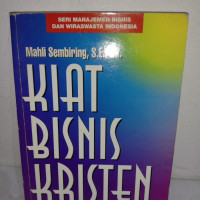 SERI MANAJEMEN BISNIS
DAN WIRASWASTA INDONESIA
Mahli Sembiring, S.E.,
KIAT
BISNIS
KRISTEN